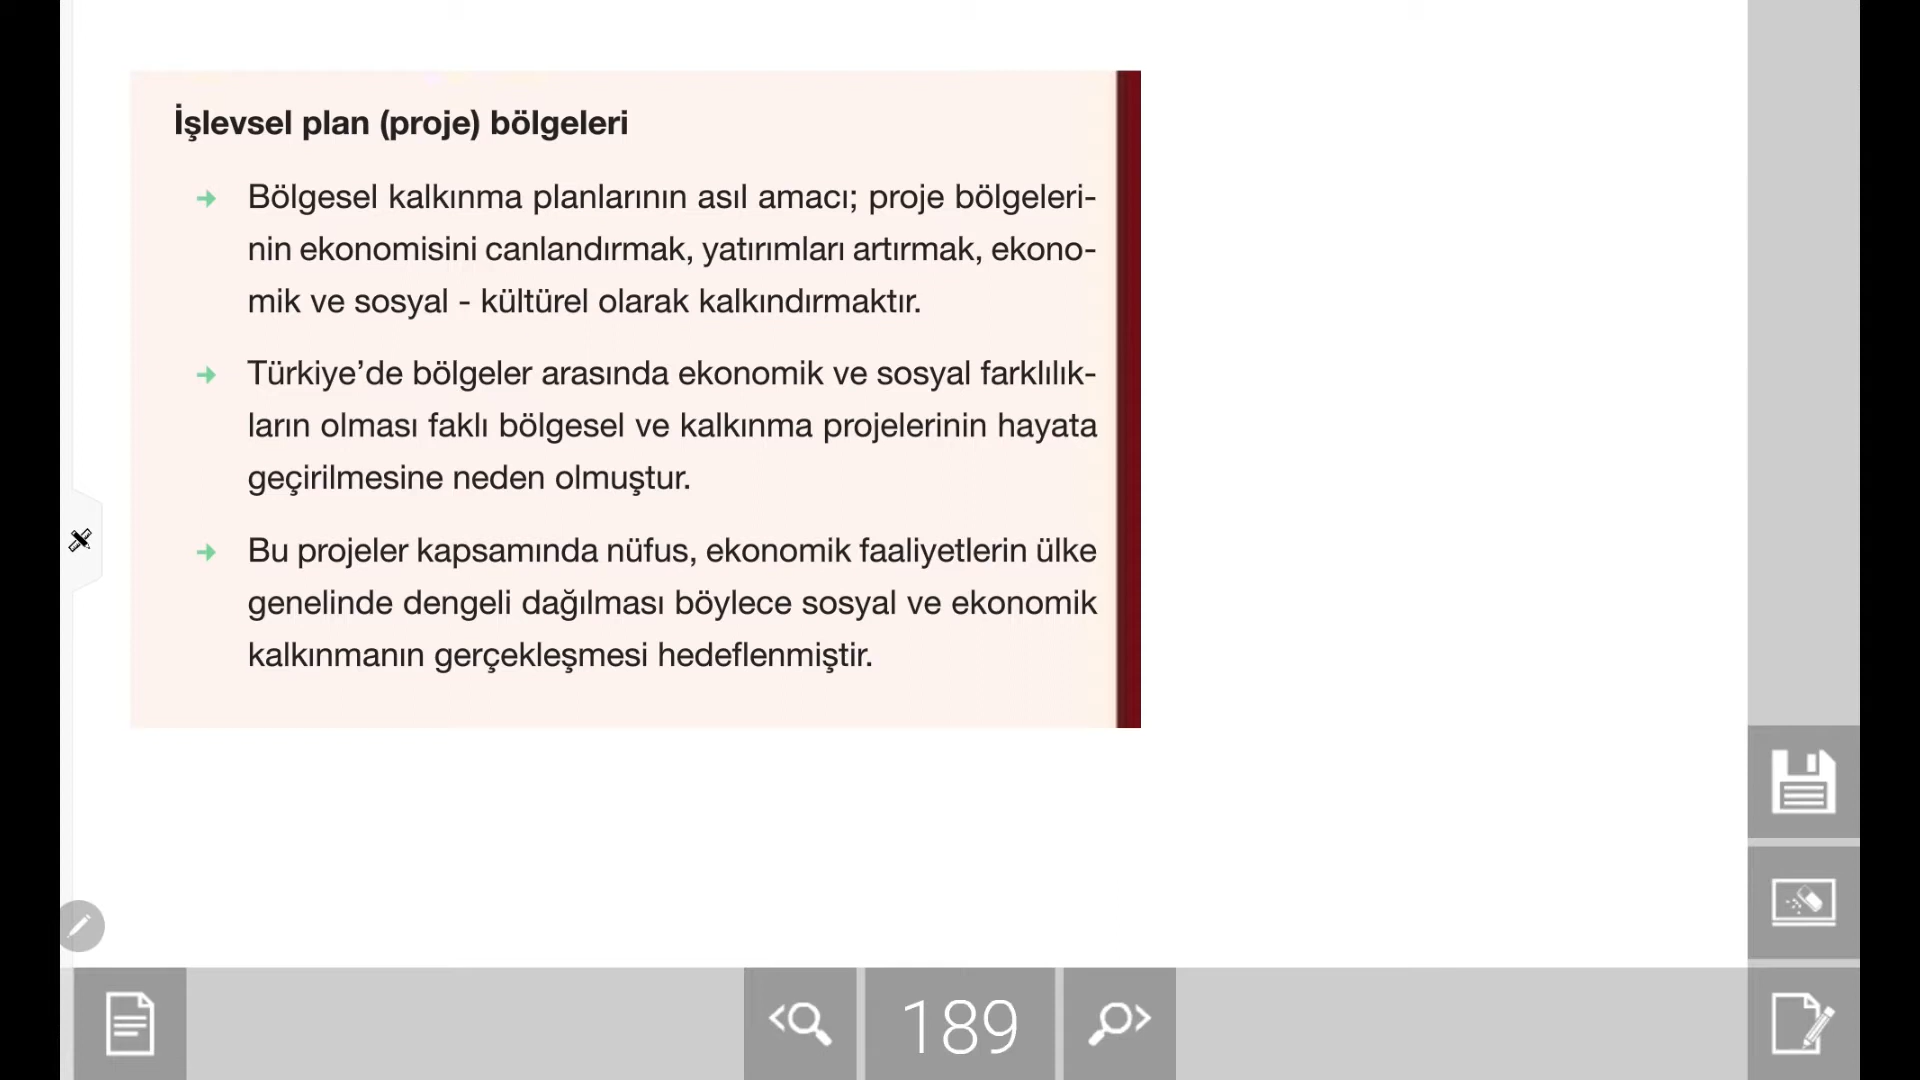 İşlevsel plan (proje) bölgeleri
Bölgesel kalkınma planlarının asıl amacı; proje bölgeleri-
nin ekonomisini canlandırmak, yatırımları artırmak, ekono-
mik ve sosyal - kültürel olarak kalkındırmaktır.
Türkiye’de bölgeler arasında ekonomik ve sosyal farklılık-
ların olması faklı bölgesel ve kalkınma projelerinin hayata
geçirilmesine neden olmuştur.
Bu projeler kapsamında nüfus, ekonomik faaliyetlerin ülke
genelinde dengeli dağılması böylece sosyal ve ekonomik
kalkınmanın gerçekleşmesi hedeflenmiştir.
189